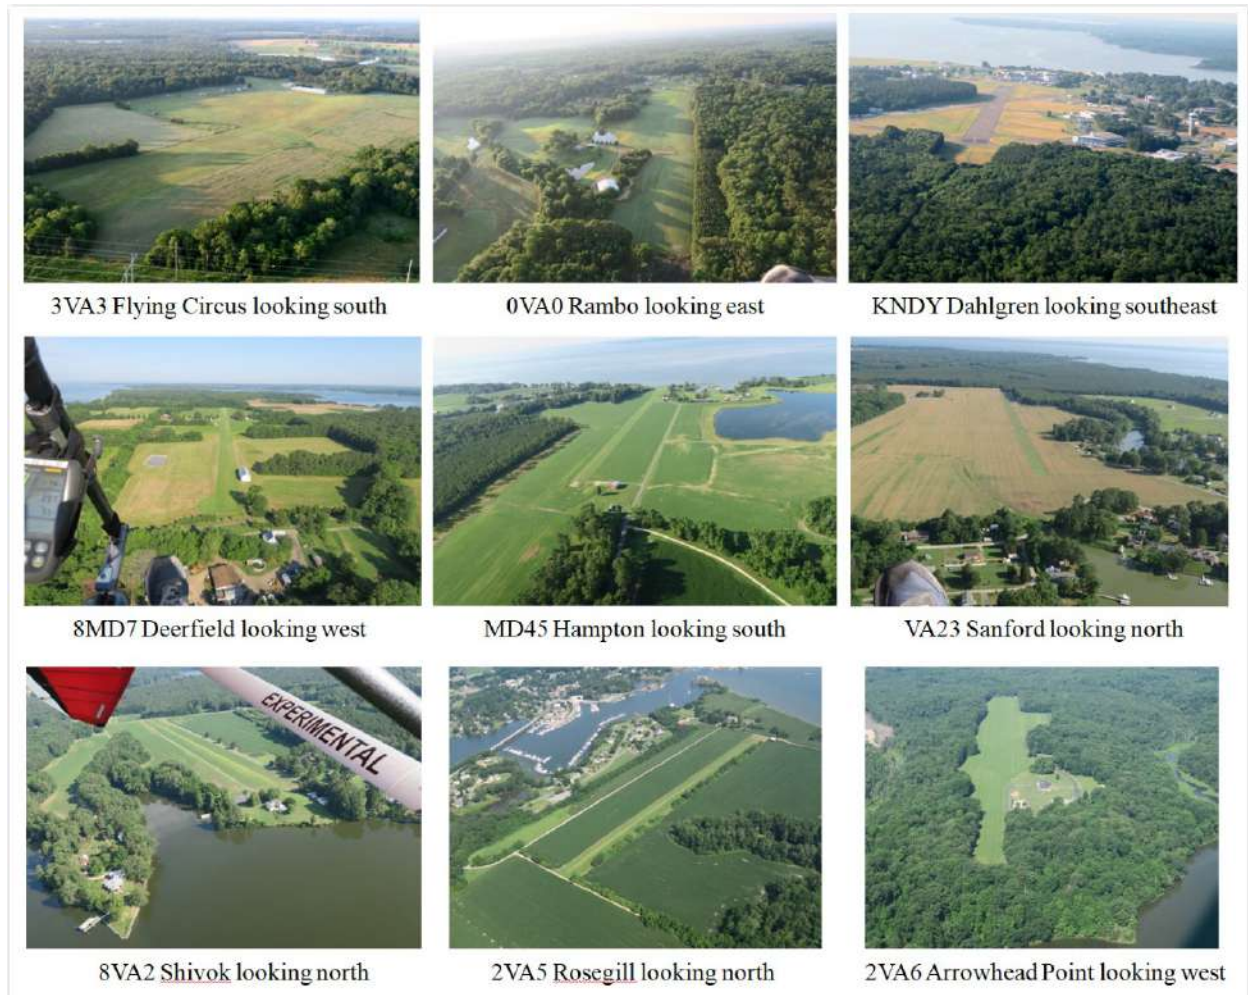 3VA3 Flying Circus looking south
0VA0 Rambo looking east
KNDY Dahlgren looking southeast
8MD7 Deerfield looking west
MD45 Hampton looking south
VA23 Sanford looking north
EXPERIMENTAL
8VA2 Shivok looking north
2VA5 Rosegill looking north
2VA6 Arrowhead Point looking west